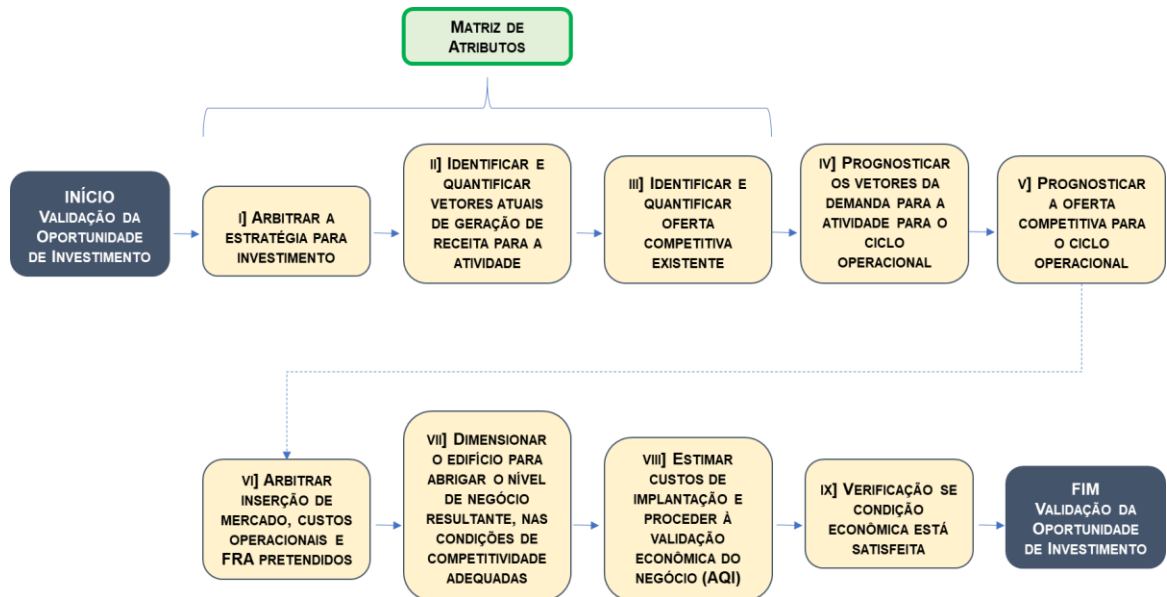 MATRIZ DE
ATRIBUTOS
INÍCIO
VALIDAÇÃO DA
OPORTUNIDADE
DE INVESTIMENTO
I] ARBITRAR A
ESTRATÉGIA PARA
INVESTIMENTO
II] IDENTIFICAR E
QUANTIFICAR
VETORES ATUAIS
DE GERAÇÃO DE
RECEITA PARA A
ATIVIDADE
III] IDENTIFICAR E
QUANTIFICAR
OFERTA
COMPETITIVA
EXISTENTE
IV] PROGNOSTICAR
OS VETORES DA
DEMANDA PARA A
ATIVIDADE PARA O
CICLO
OPERACIONAL
V] PROGNOSTICAR
A OFERTA
COMPETITIVA PARA
O CICLO
OPERACIONAL
VI] ARBITRAR
INSERÇÃO DE
MERCADO, CUSTOS
OPERACIONAIS E
FRA PRETENDIDOS
VII] DIMENSIONAR
O EDIFÍCIO PARA
ABRIGAR O NÍVEL
DE NEGÓCIO
RESULTANTE, NAS
CONDIÇÕES DE
COMPETITIVIDADE
ADEQUADAS
VIII] ESTIMAR
CUSTOS DE
IMPLANTAÇÃO E
PROCEDER À
VALIDAÇÃO
ECONÔMICA DO
NEGÓCIO (AQI)
IX] VERIFICAÇÃO SE
CONDIÇÃO
ECONÔMICA ESTÁ
SATISFEITA
FIM
VALIDAÇÃO DA
OPORTUNIDADE
DE INVESTIMENTO